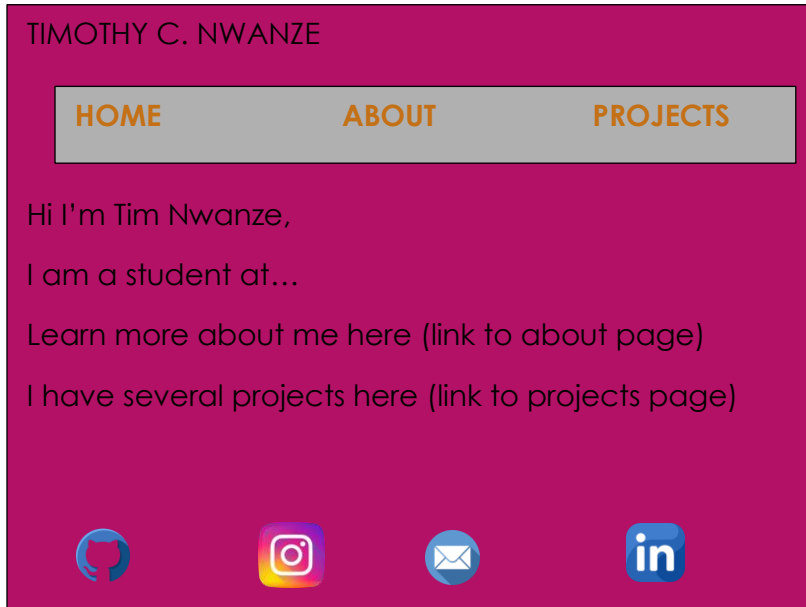 TIMOTHY C. NWANZE
HOME ABOUT PROJECTS
Hi I’m Tim Nwanze,
I am a student at…
Learn more about me here (link to about page)
I have several projects here (link to projects page)
in